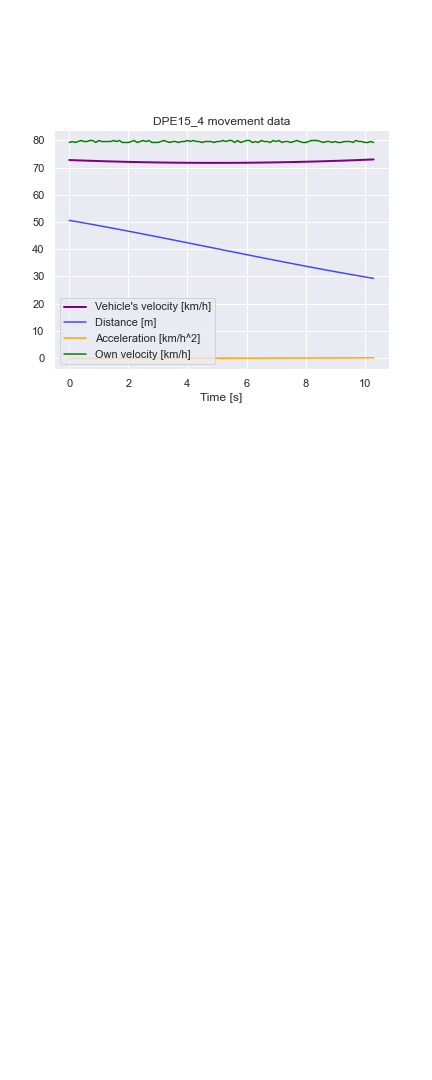 DPE15_4 movement data
80
70
60
50
40
30
20
10
0
Vehicle's velocity [km/h]
Distance [m]
Acceleration [km/h^2]
Own velocity [km/h]
0 2 4 6 8 10
Time [s]